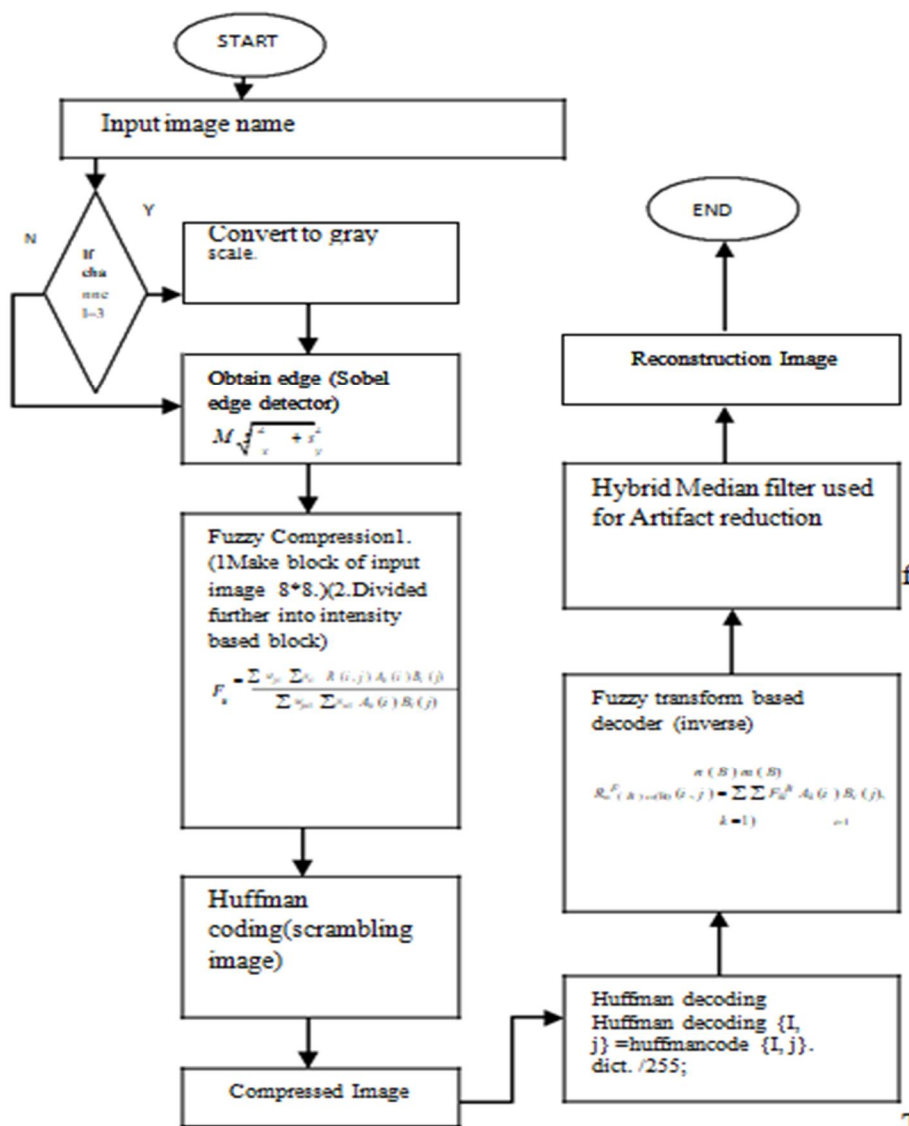 START
Input image name
N
Y
If
cha
nne
l=3
Convert to gray
scale.
Obtain edge (Sobel
edge detector)
M √ + s
x y
Fuzzy Compression1.
(1Make block of input
image 8*8.)(2.Divided
further into intensity
based block)
F = ∑ ∑ R(i,j) A (i) B (j)
∑ ∑ A (i) B (j)
Huffman
coding(scrambling
image)
Compressed Image
END
Reconstruction Image
Hybrid Median filter used
for Artifact reduction
f
Fuzzy transform based
decoder (inverse)
n(B) m(B)
(i,j) = ∑ ∑ F A (i) B (j).
k=1)
Huffman decoding
Huffman decoding {I,
j} =huffmancode {I, j}.
dict. /255;
T